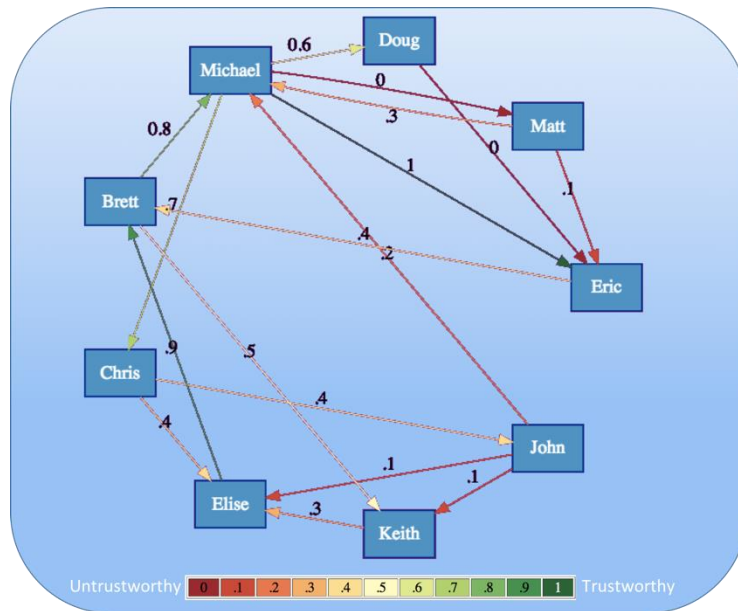 Doug
0.6
Michael
0
.3
Matt
0.8
0
1
.1
Brett
.7
.4
.2
Eric
.9
.5
Chris
.4
.4
John
.1
.1
Elise
.3
Keith
Untrustworthy 0 .1 .2 .3 .4 .5 .6 .7 .8 .9 1 Trustworthy